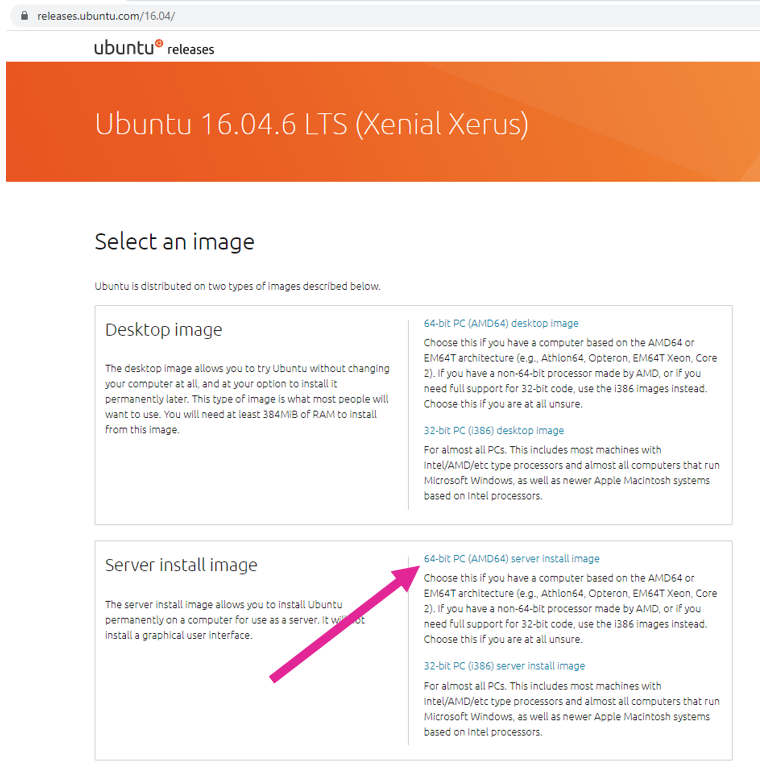 releases.ubuntu.com/16.04/
ubuntu releases
Ubuntu 16.04.6 LTS (Xenial Xerus)
Select an image
Ubuntu is distributed on two types of images described below.
Desktop image
The desktop image allows you to try Ubuntu without changing
your computer at all, and at your option to install it
permanently later. This type of image is what most people will
want to use. You will need at least 384MiB of RAM to install
from this image.
64-bit PC (AMD64) desktop image
Choose this if you have a computer based on the AMD64 or
EM64T architecture (e.g., Athlon64, Opteron, EM64T Xeon, Core
2). If you have a non-64-bit processor made by AMD, or if you
need full support for 32-bit code, use the i386 images instead.
Choose this if you are at all unsure.
32-bit PC (i386) desktop image
For almost all PCs. This includes most machines with
Intel/AMD/etc type processors and almost all computers that run
Microsoft Windows, as well as newer Apple Macintosh systems
based on Intel processors.
Server install image
The server install image allows you to install Ubuntu
permanently on a computer for use as a server. It will not
install a graphical user interface.
64-bit PC (AMD64) server install image
Choose this if you have a computer based on the AMD64 or
EM64T architecture (e.g., Athlon64, Opteron, EM64T Xeon, Core
2). If you have a non-64-bit processor made by AMD, or if you
need full support for 32-bit code, use the i386 images instead.
Choose this if you are at all unsure.
32-bit PC (i386) server install image
For almost all PCs. This includes most machines with
Intel/AMD/etc type processors and almost all computers that run
Microsoft Windows, as well as newer Apple Macintosh systems
based on Intel processors.